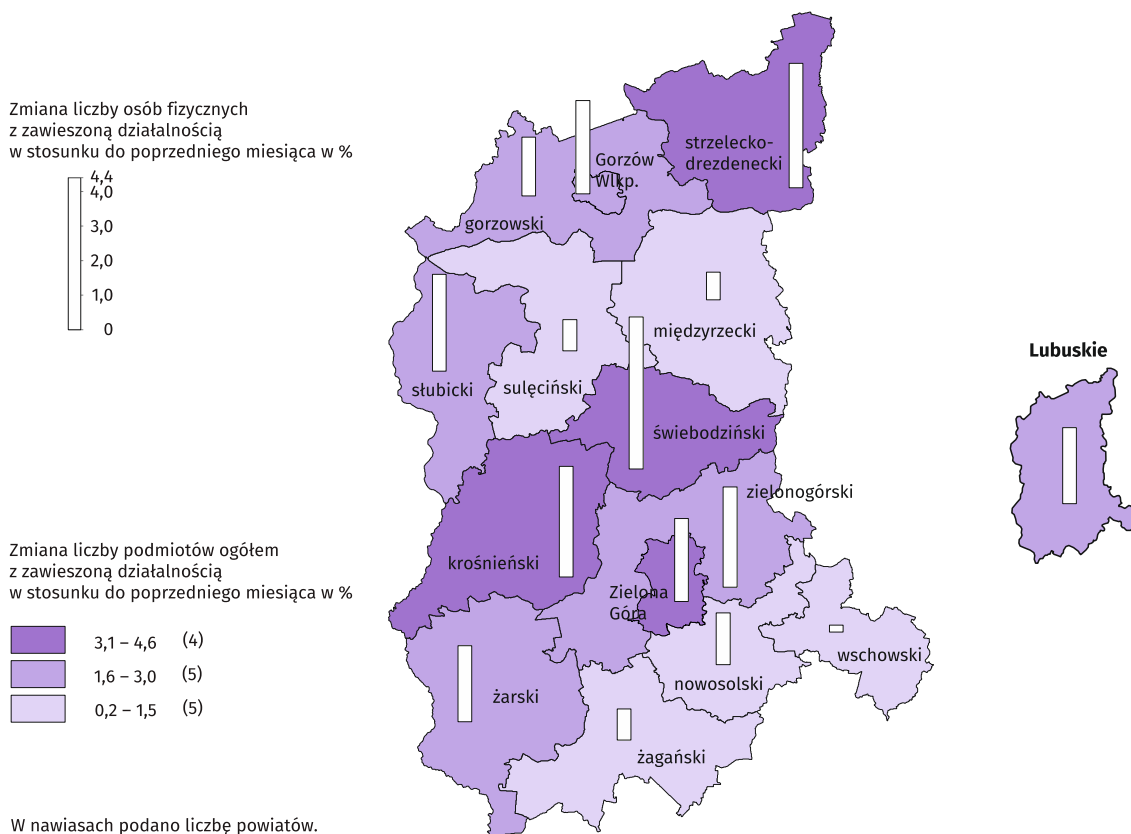 Zmiana liczby osób fizycznych
z zawieszoną działalnością
w stosunku do poprzedniego miesiąca w %
4,4
4,0
3,0
2,0
1,0
0
strzelecko-
drezdenecki
Gorzów
Wlkp.
gorzowski
międzyrzecki
słubicki
sulęciński
świebodziński
Lubuskie
zielonogórski
krośnieński
Zielona
Góra
wschowski
nowosolski
żarski
żagański
Zmiana liczby podmiotów ogółem
z zawieszoną działalnością
w stosunku do poprzedniego miesiąca w %
3,1 – 4,6 (4)
1,6 – 3,0 (5)
0,2 – 1,5 (5)
W nawiasach podano liczbę powiatów.